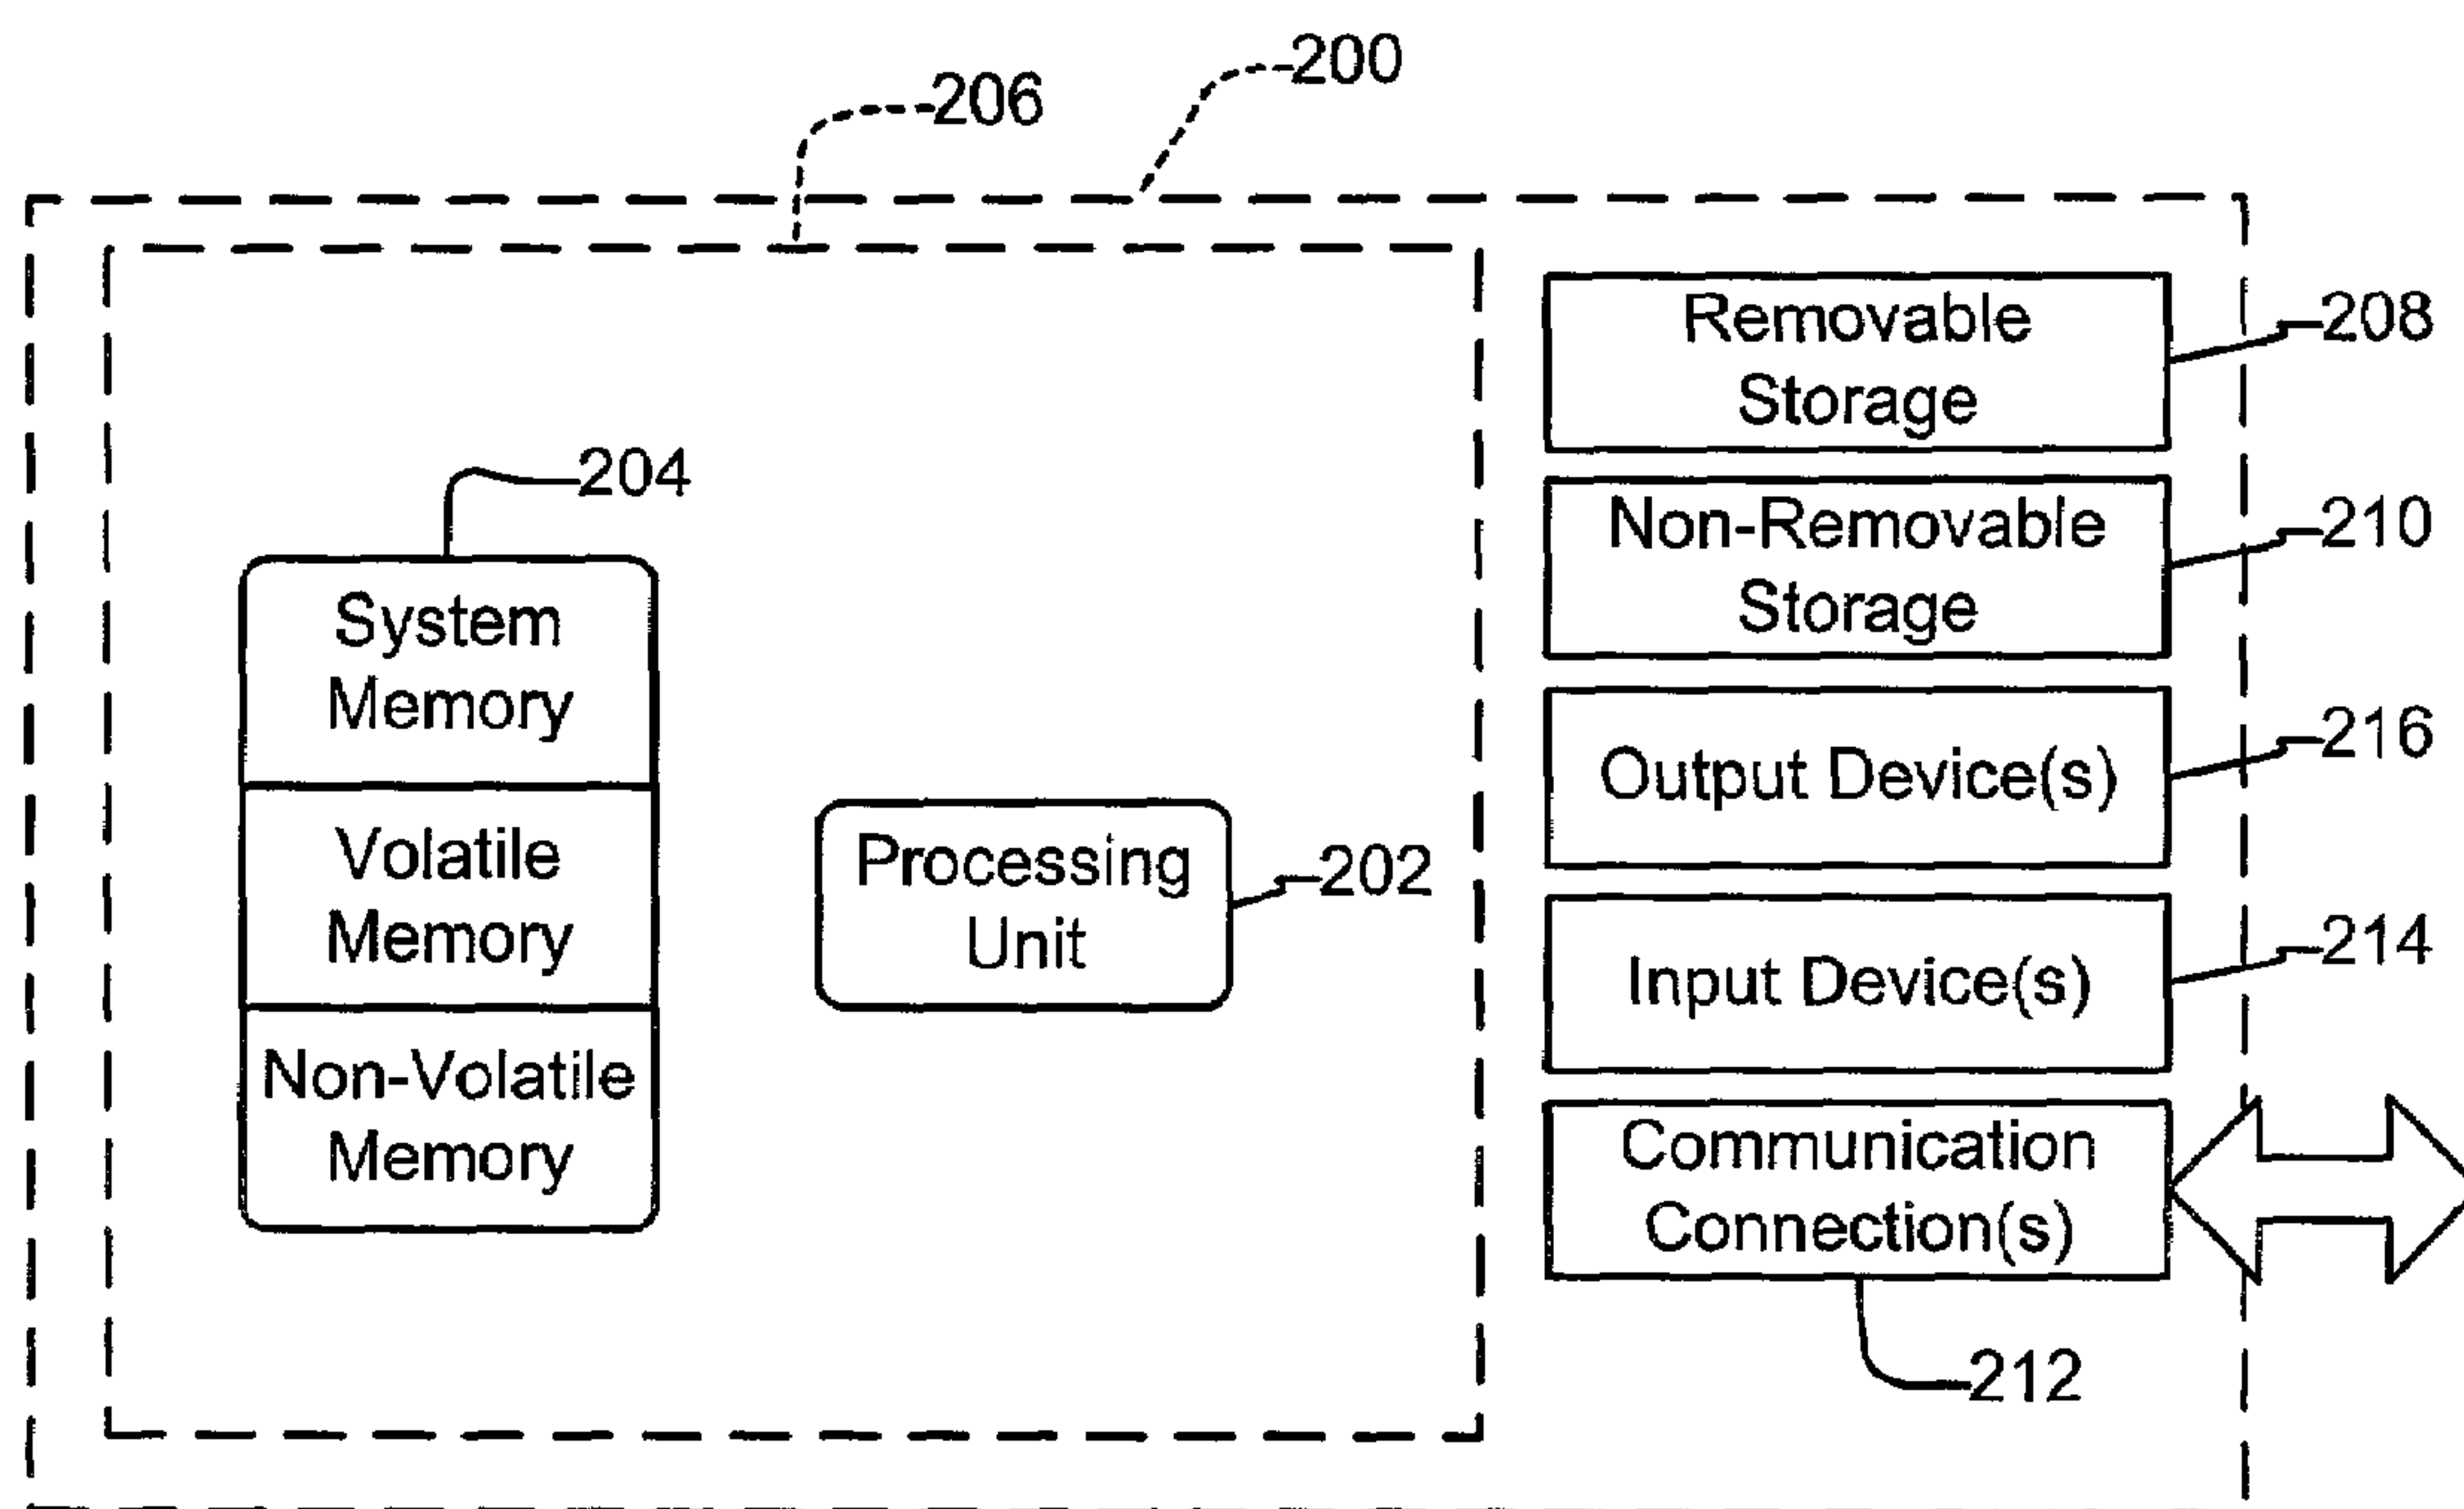 200
206
Removable
Storage
208
204
Non-Removable
Storage
210
System
Memory
Output Device(s)
216
Volatile
Memory
Processing
Unit
202
Input Device(s)
214
Non-Volatile
Memory
Communication
Connection(s)
212